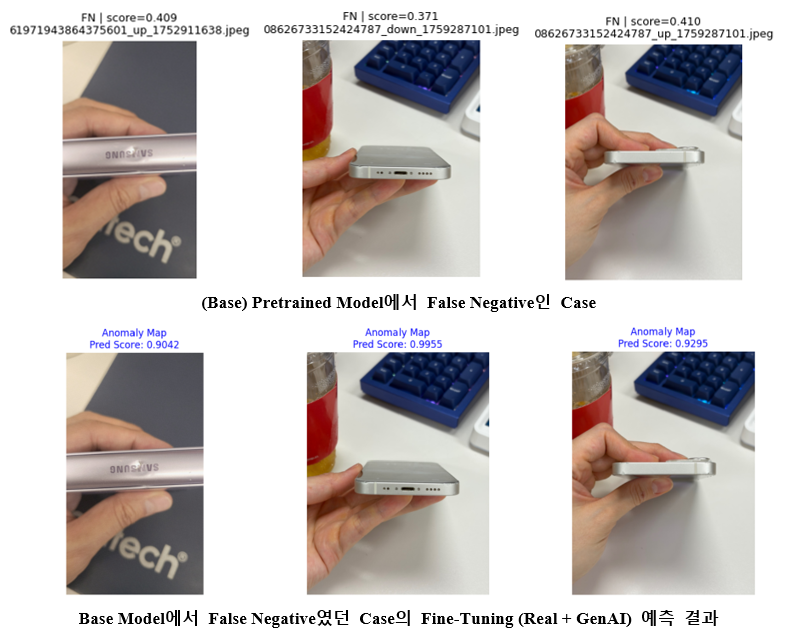 FN | score=0.409
61971943864375601_up_1752911638.jpeg
FN | score=0.371
08626733152424787_down_1759287101.jpeg
FN | score=0.410
08626733152424787_up_1759287101.jpeg
SAMSUNG
tech®
(Base) Pretrained Model에서 False Negative인 Case
Anomaly Map
Pred Score: 0.9042
Anomaly Map
Pred Score: 0.9955
Anomaly Map
Pred Score: 0.9295
SAMSUNG
tech®
Base Model에서 False Negative였던 Case의 Fine-Tuning (Real + GenAI) 예측 결과